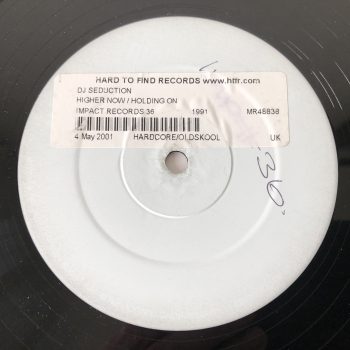 HARD TO FIND RECORDS www.htfr.com
DJ SEDUCTION
HIGHER NOW / HOLDING ON
IMPACT RECORDS 36 1991 MR48838
4 May 2001 HARDCORE/OLDSKOOL UK
36